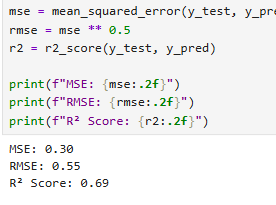 mse = mean_squared_error(y_test, y_pre
rmse = mse ** 0.5
r2 = r2_score(y_test, y_pred)
print(f"MSE: {mse:.2f}")
print(f"RMSE: {rmse:.2f}")
print(f"R² Score: {r2:.2f}")
MSE: 0.30
RMSE: 0.55
R² Score: 0.69